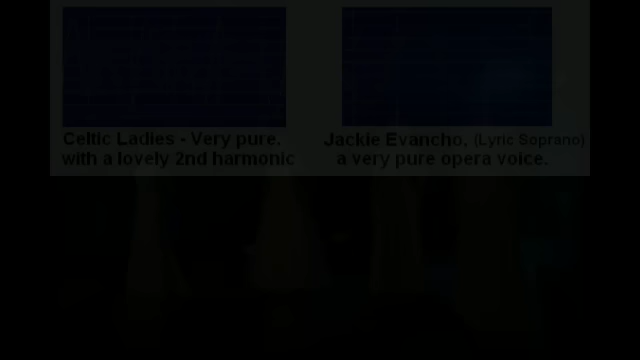 Celtic Ladies - Very pure.
with a lovely 2nd harmonic
Jackie Evancho, (Lyric Soprano)
a very pure opera voice.